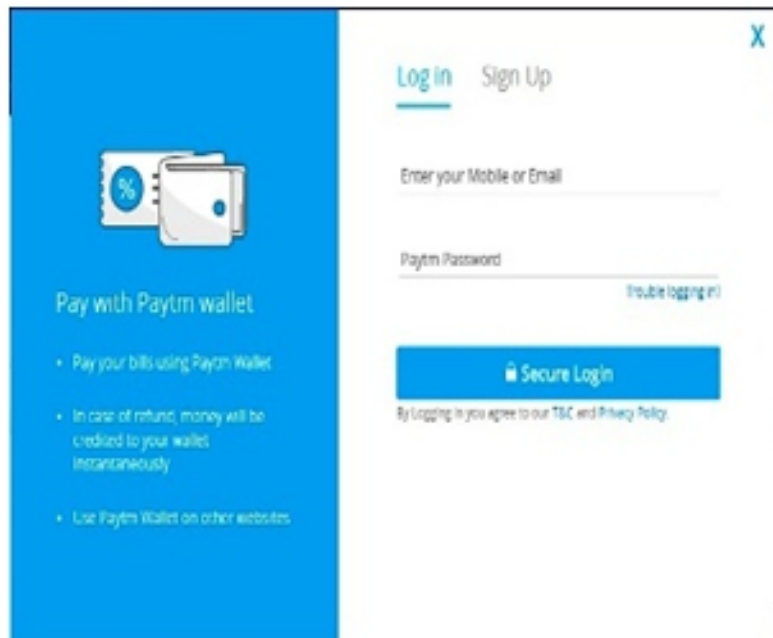 X
Log in Sign Up
Enter your Mobile or Email
Paytm Password
Trouble logging in?
Secure Login
By Logging in you agree to our T&C and Privacy Policy.
%
Pay with Paytm wallet
• Pay your bills using Paytm Wallet
• In case of refund, money will be
credited to your wallet
instantaneously
• Use Paytm Wallet on other websites